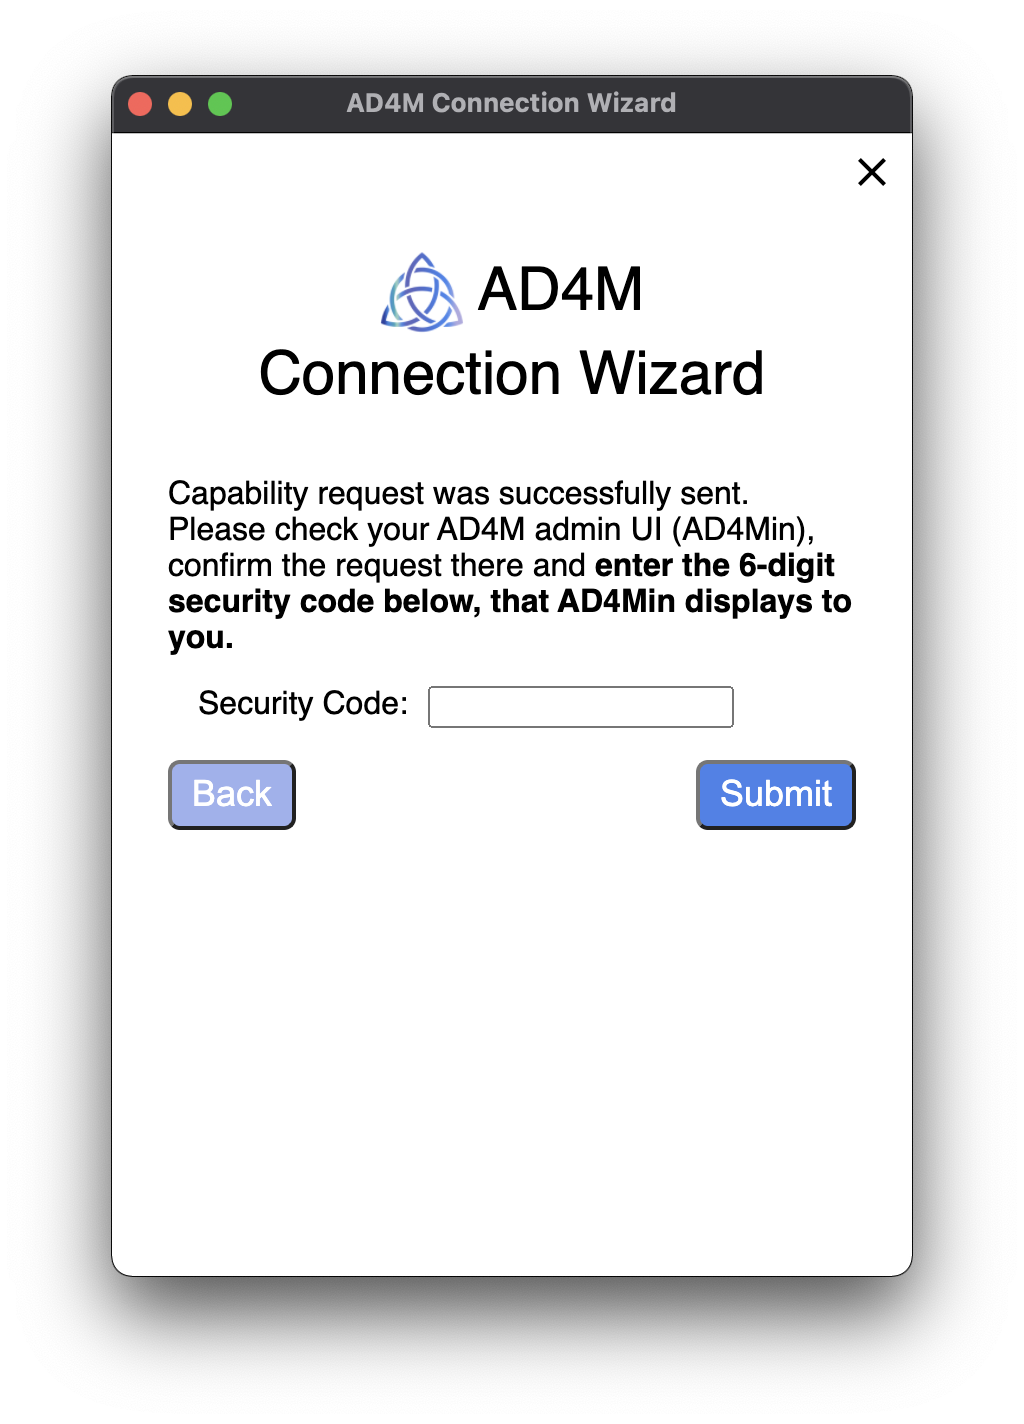 AD4M Connection Wizard
AD4M
Connection Wizard
Capability request was successfully sent.
Please check your AD4M admin UI (AD4Min),
confirm the request there and enter the 6-digit
security code below, that AD4Min displays to
you.
Security Code:
Back
Submit